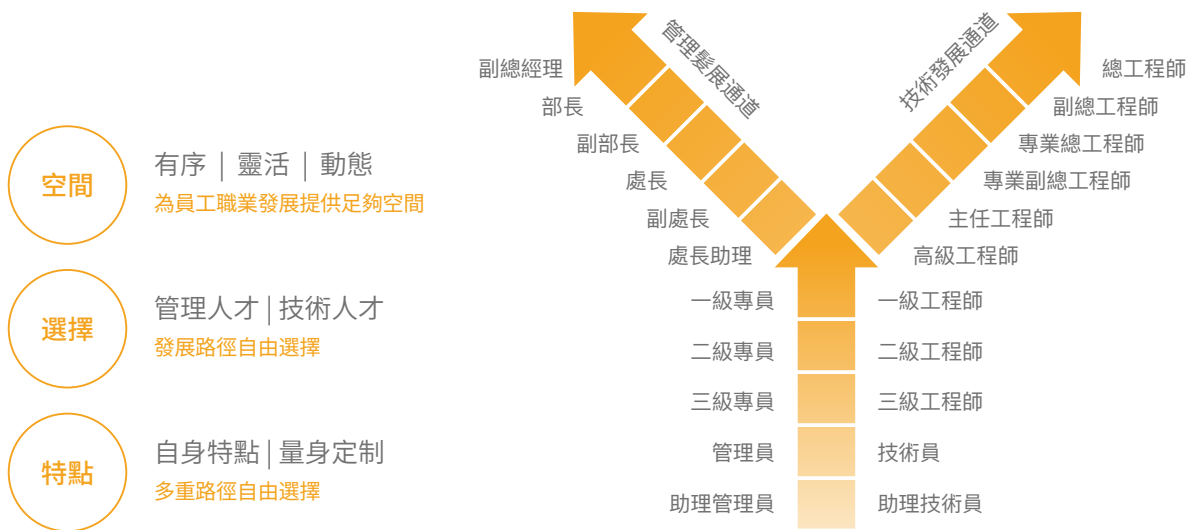 空間
有序 | 靈活 | 動態
為員工職業發展提供足夠空間
選擇
管理人才 | 技術人才
發展路徑自由選擇
特點
自身特點 | 量身定制
多重路徑自由選擇
管理髮展通道
技術發展通道
副總經理
總工程師
部長
副總工程師
副部長
專業總工程師
處長
專業副總工程師
副處長
主任工程師
處長助理
高級工程師
一級專員
一級工程師
二級專員
二級工程師
三級專員
三級工程師
管理員
技術員
助理管理員
助理技術員